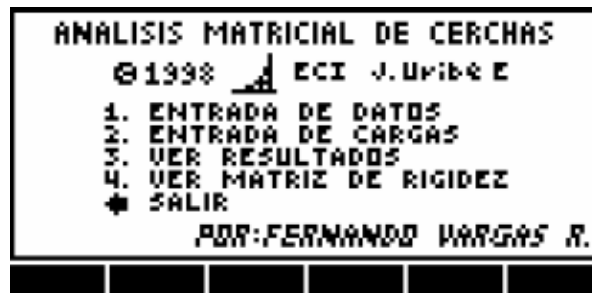 ANALISIS MATRICIAL DE CERCHAS
©1998 ECI J.Uribe E
1. ENTRADA DE DATOS
2. ENTRADA DE CARGAS
3. VER RESULTADOS
4. VER MATRIZ DE RIGIDEZ
SALIR
POR:FERNANDO VARGAS R.